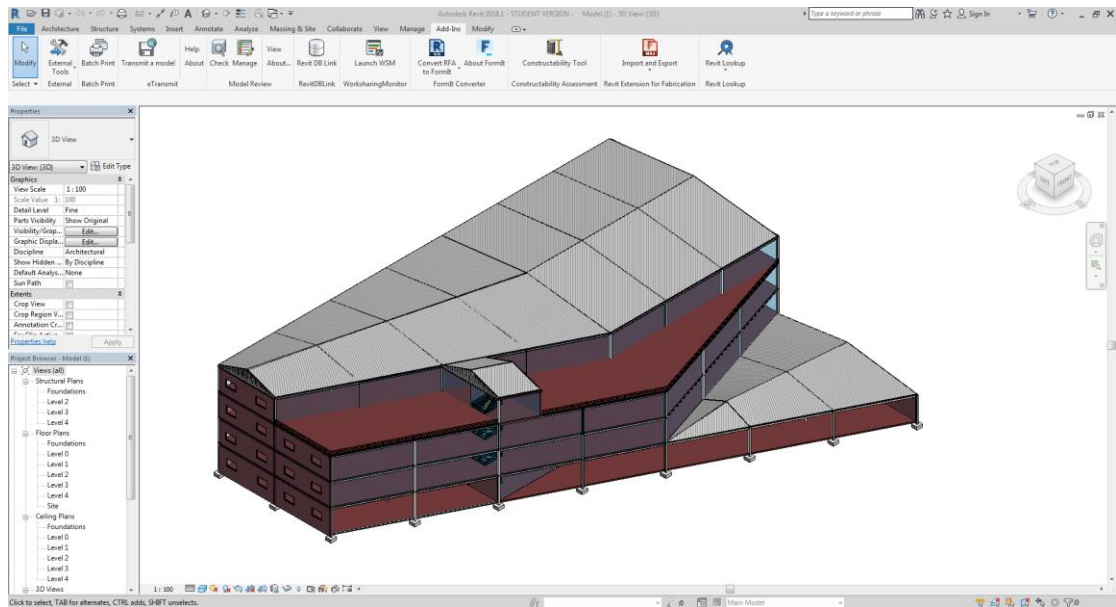 Autodesk Revit 2018.1 - STUDENT VERSION - Model (1) - 3D View: {3D}
Type a keyword or phrase
Sign In
File Architecture Structure Systems Insert Annotate Analyze Massing & Site Collaborate View Manage Add-Ins Modify
Modify
External Tools
Batch Print
Transmit a model
Help
About
Check
Manage
View
About...
Revit DB Link
Launch WSM
Convert RFA to FormIt
About FormIt
Constructability Tool
Import and Export
Revit Lookup
Select
External
Batch Print
eTransmit
Model Review
RevitDBLink
WorksharingMonitor
FormIt Converter
Constructability Assessment
Revit Extension for Fabrication
Revit Lookup
Properties
3D View
3D View: {3D}
Edit Type
Graphics
View Scale 1 : 100
Scale Value 1: 100
Detail Level Fine
Parts Visibility Show Original
Visibility/Grap... Edit...
Graphic Displa... Edit...
Discipline Architectural
Show Hidden ... By Discipline
Default Analys... None
Sun Path
Extents
Crop View
Crop Region V...
Annotation Cr...
Properties help
Apply
Project Browser - Model (1)
Views (all)
Structural Plans
Foundations
Level 2
Level 3
Level 4
Floor Plans
Foundations
Level 0
Level 1
Level 2
Level 3
Level 4
Site
Ceiling Plans
Foundations
Level 0
Level 1
Level 2
Level 3
Level 4
3D Views
TOP
LEFT
FRONT
1 : 100
Click to select, TAB for alternates, CTRL adds, SHIFT unselects.
:0
Main Model
:0